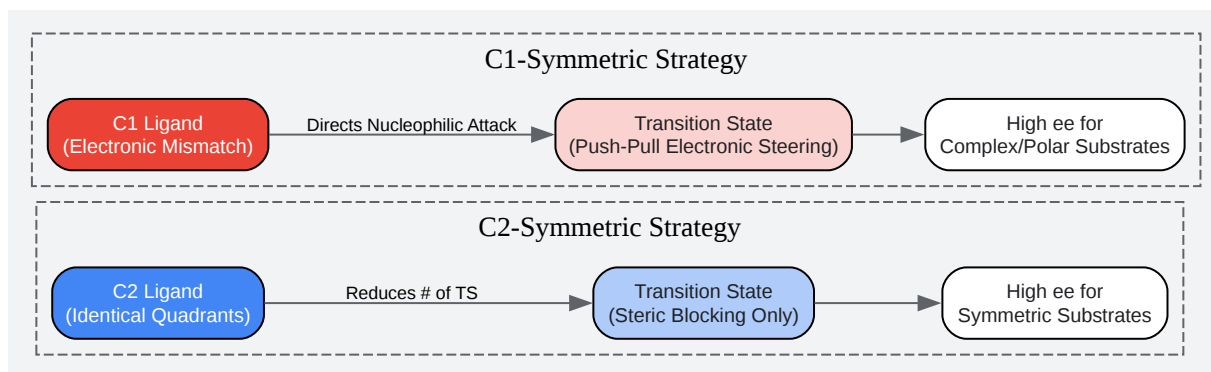 C1-Symmetric Strategy
C1 Ligand
(Electronic Mismatch)
Directs Nucleophilic Attack
Transition State
(Push-Pull Electronic Steering)
High ee for
Complex/Polar Substrates
C2-Symmetric Strategy
C2 Ligand
(Identical Quadrants)
Reduces # of TS
Transition State
(Steric Blocking Only)
High ee for
Symmetric Substrates